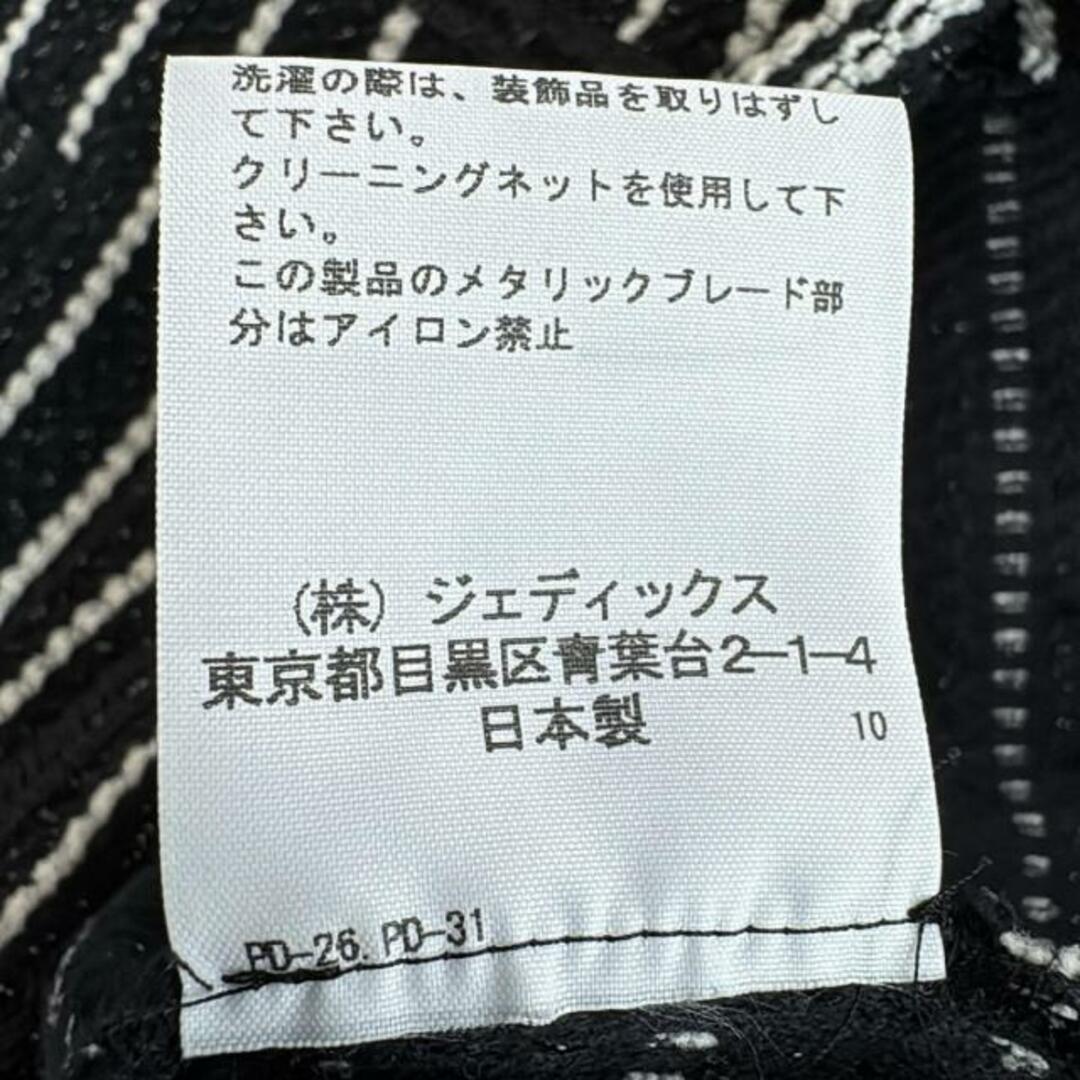 洗濯の際は、装飾品を取りはずし
て下さい。
クリーニングネットを使用して下
さい。
この製品のメタリックブレード部
分はアイロン禁止
(株) ジェディックス
東京都目黒区青葉台2-1-4
日本製
10
PD-26. PD-31